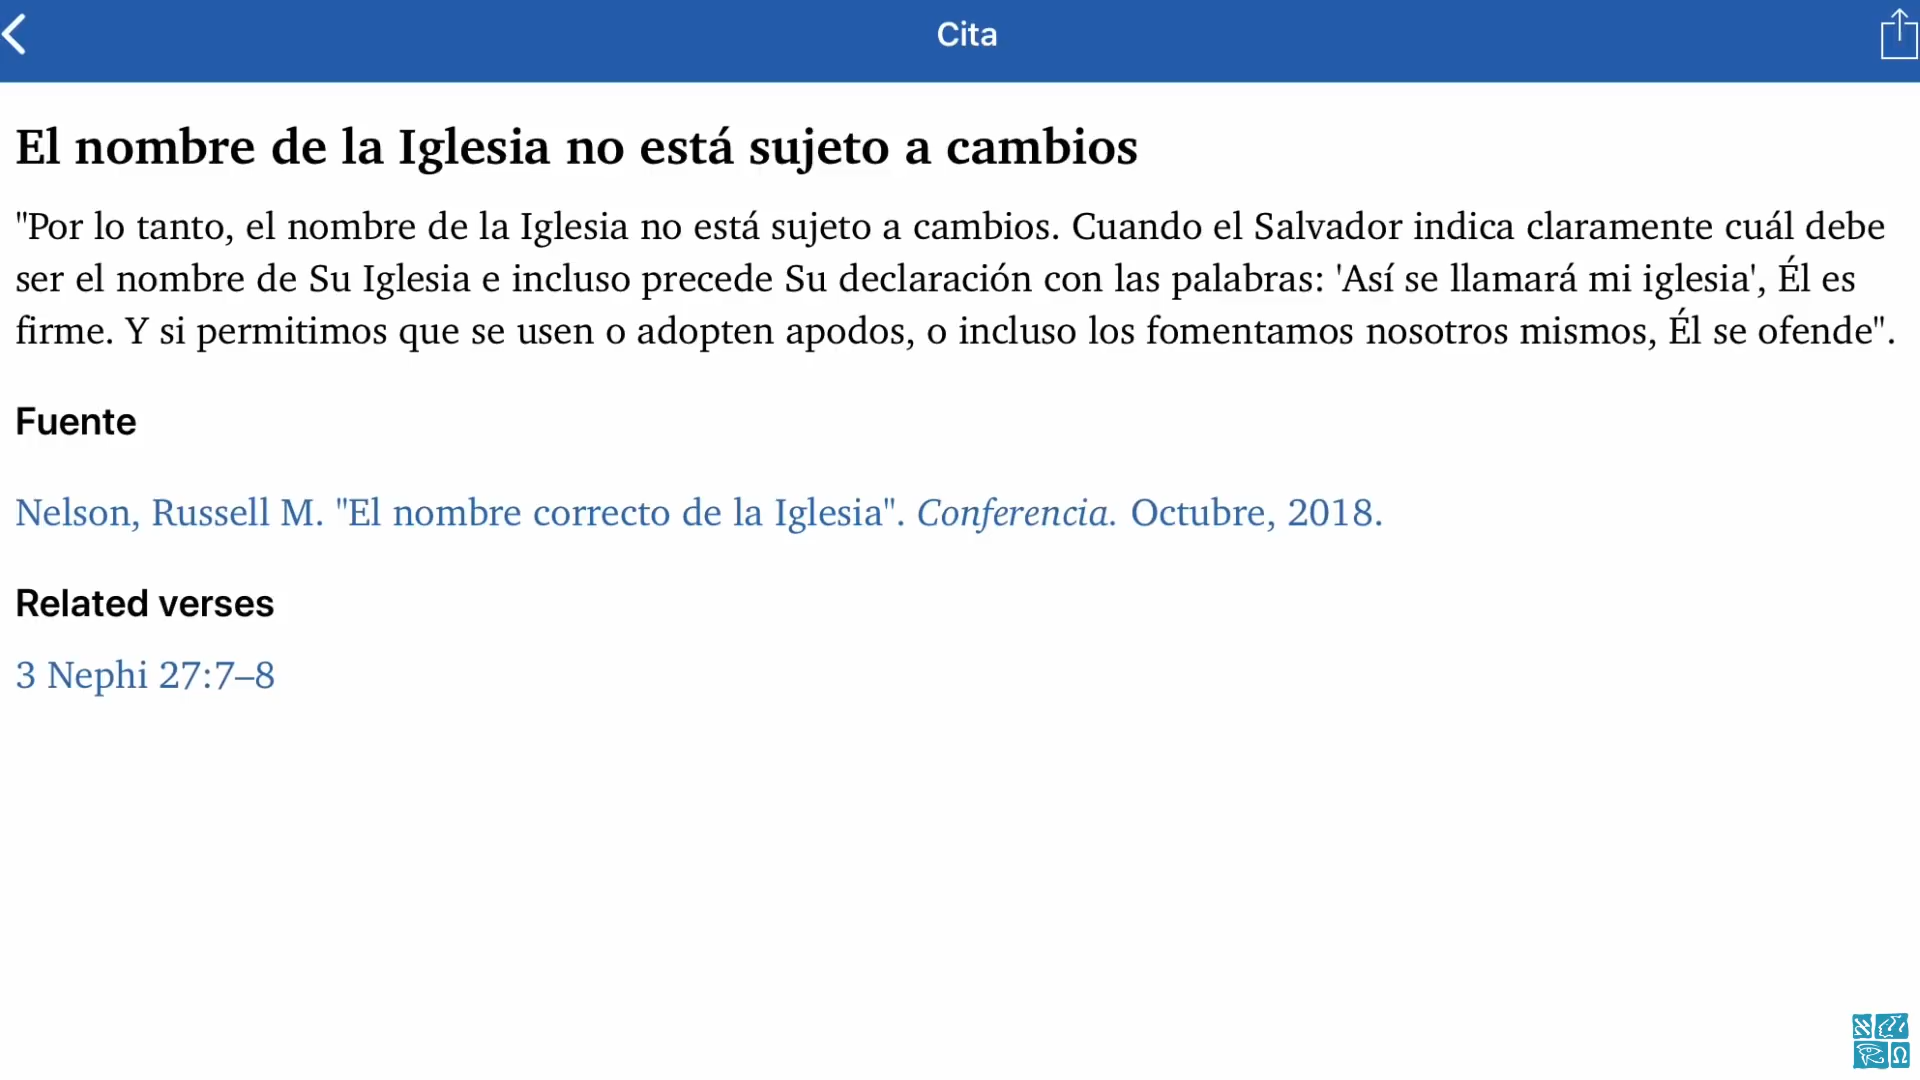 Cita
El nombre de la Iglesia no está sujeto a cambios
"Por lo tanto, el nombre de la Iglesia no está sujeto a cambios. Cuando el Salvador indica claramente cuál debe
ser el nombre de Su Iglesia e incluso precede Su declaración con las palabras: 'Así se llamará mi iglesia', Él es
firme. Y si permitimos que se usen o adopten apodos, o incluso los fomentamos nosotros mismos, Él se ofende".
Fuente
Nelson, Russell M. "El nombre correcto de la Iglesia". Conferencia. Octubre, 2018.
Related verses
3 Nephi 27:7–8